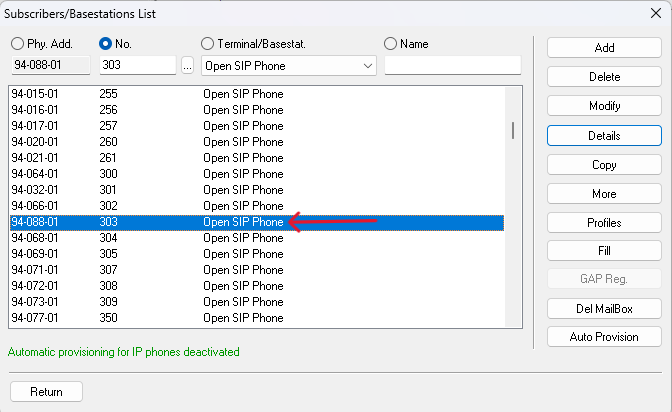 Subscribers/Basestations List
Phy. Add. No. Terminal/Basestat. Name
94-088-01 303 ... Open SIP Phone
94-015-01 255 Open SIP Phone
94-016-01 256 Open SIP Phone
94-017-01 257 Open SIP Phone
94-020-01 260 Open SIP Phone
94-021-01 261 Open SIP Phone
94-064-01 300 Open SIP Phone
94-032-01 301 Open SIP Phone
94-066-01 302 Open SIP Phone
94-088-01 303 Open SIP Phone
94-068-01 304 Open SIP Phone
94-069-01 305 Open SIP Phone
94-071-01 307 Open SIP Phone
94-072-01 308 Open SIP Phone
94-073-01 309 Open SIP Phone
94-077-01 350 Open SIP Phone
Automatic provisioning for IP phones deactivated
Return
Add
Delete
Modify
Details
Copy
More
Profiles
Fill
GAP Reg.
Del MailBox
Auto Provision